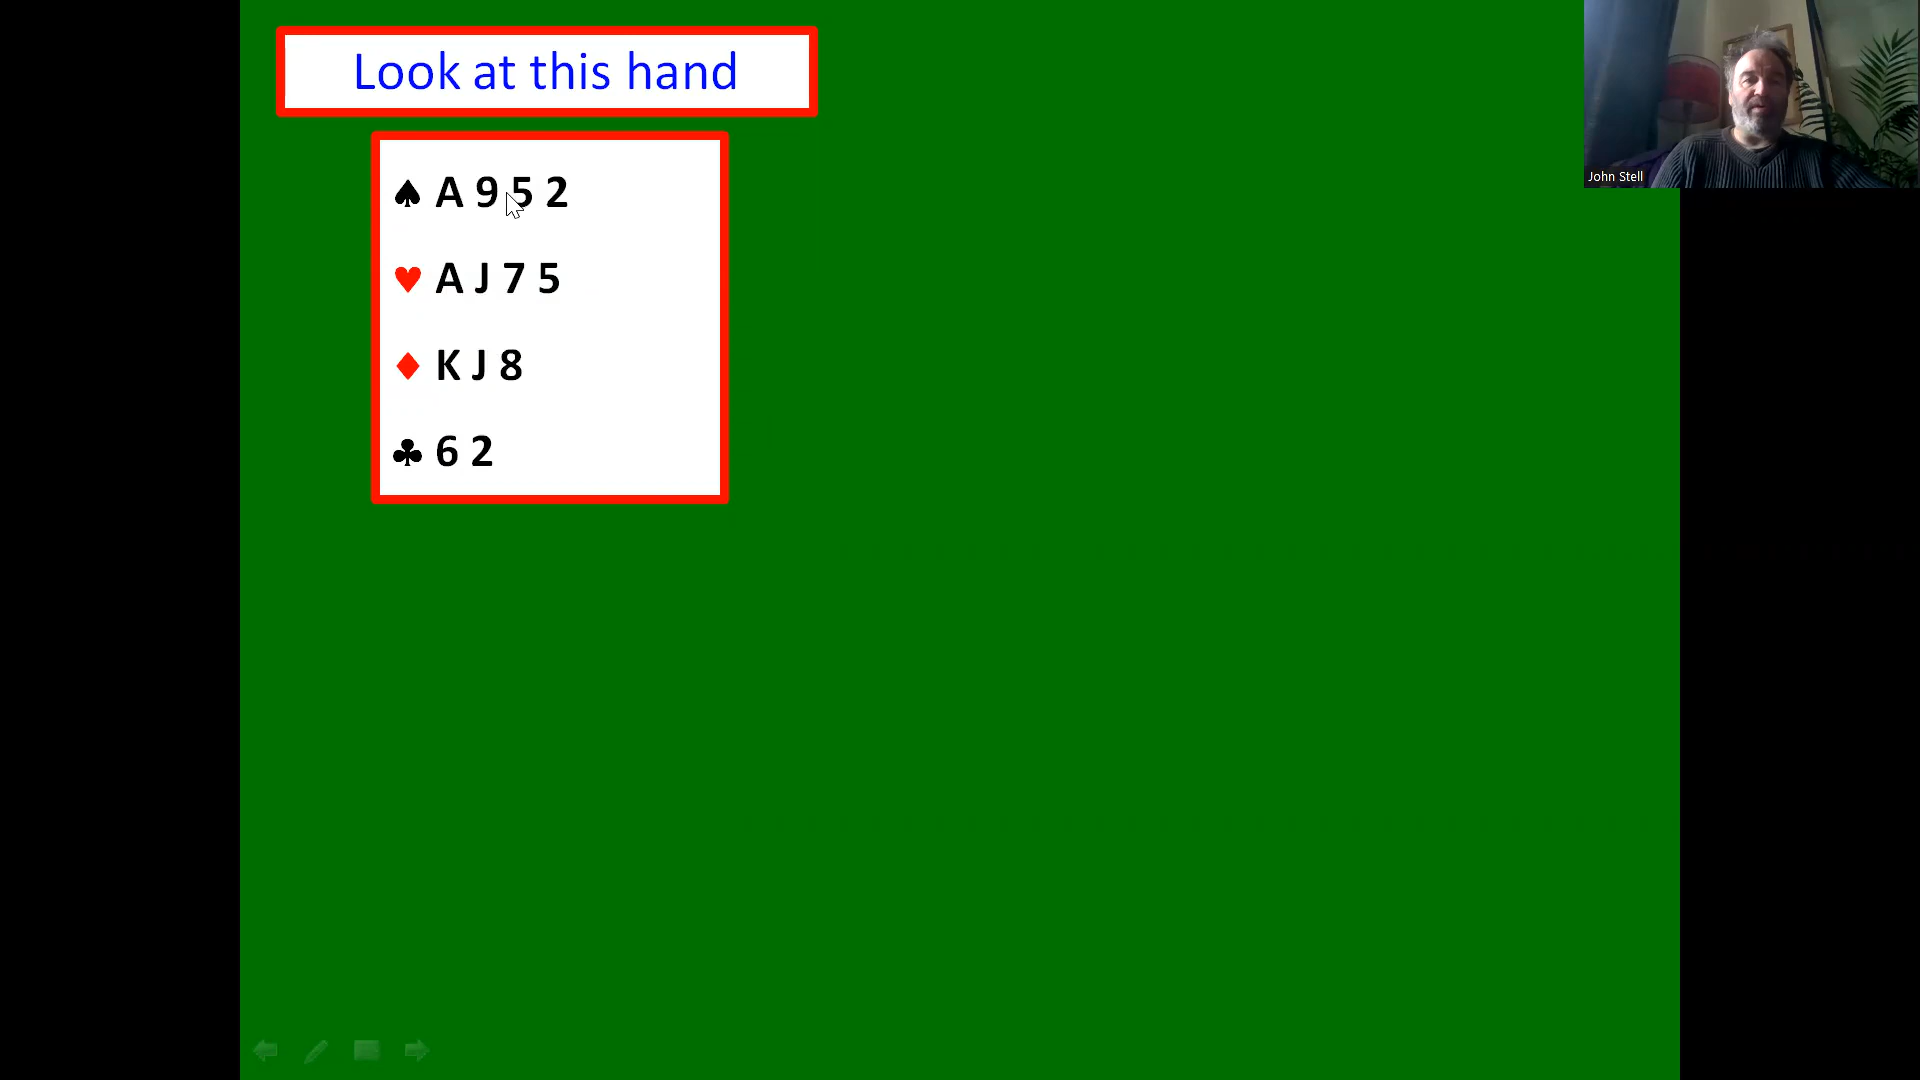 Look at this hand
♠ A 9 5 2
♥ A J 7 5
♦ K J 8
♣ 6 2
John Stell